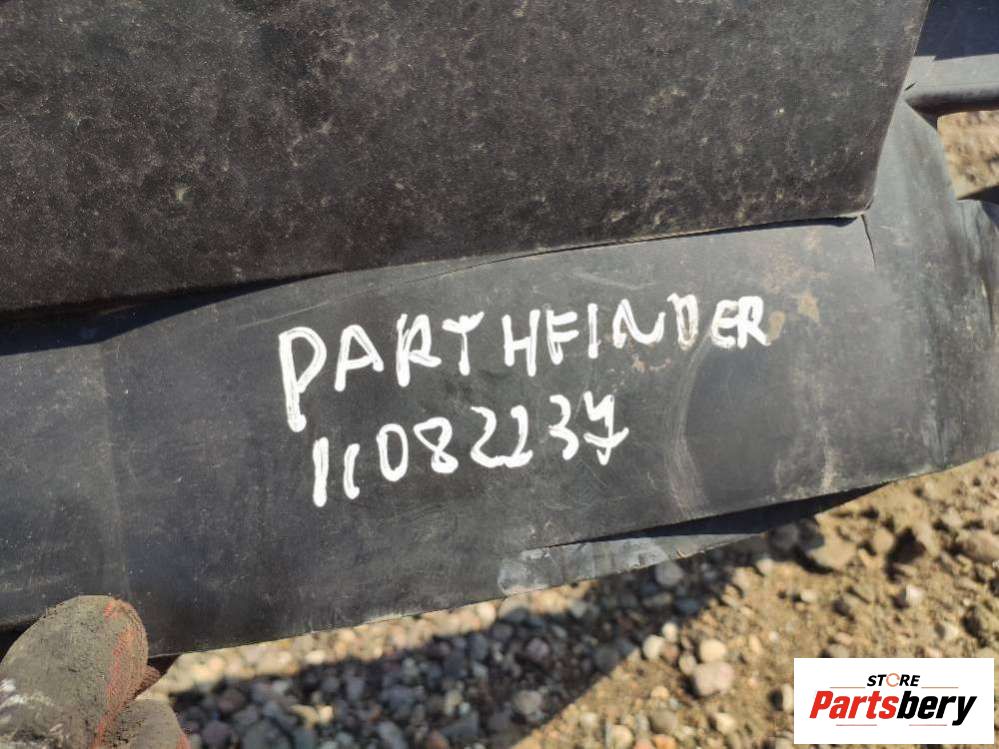 PARTHFINDER
11082237
STORE
Partsbery